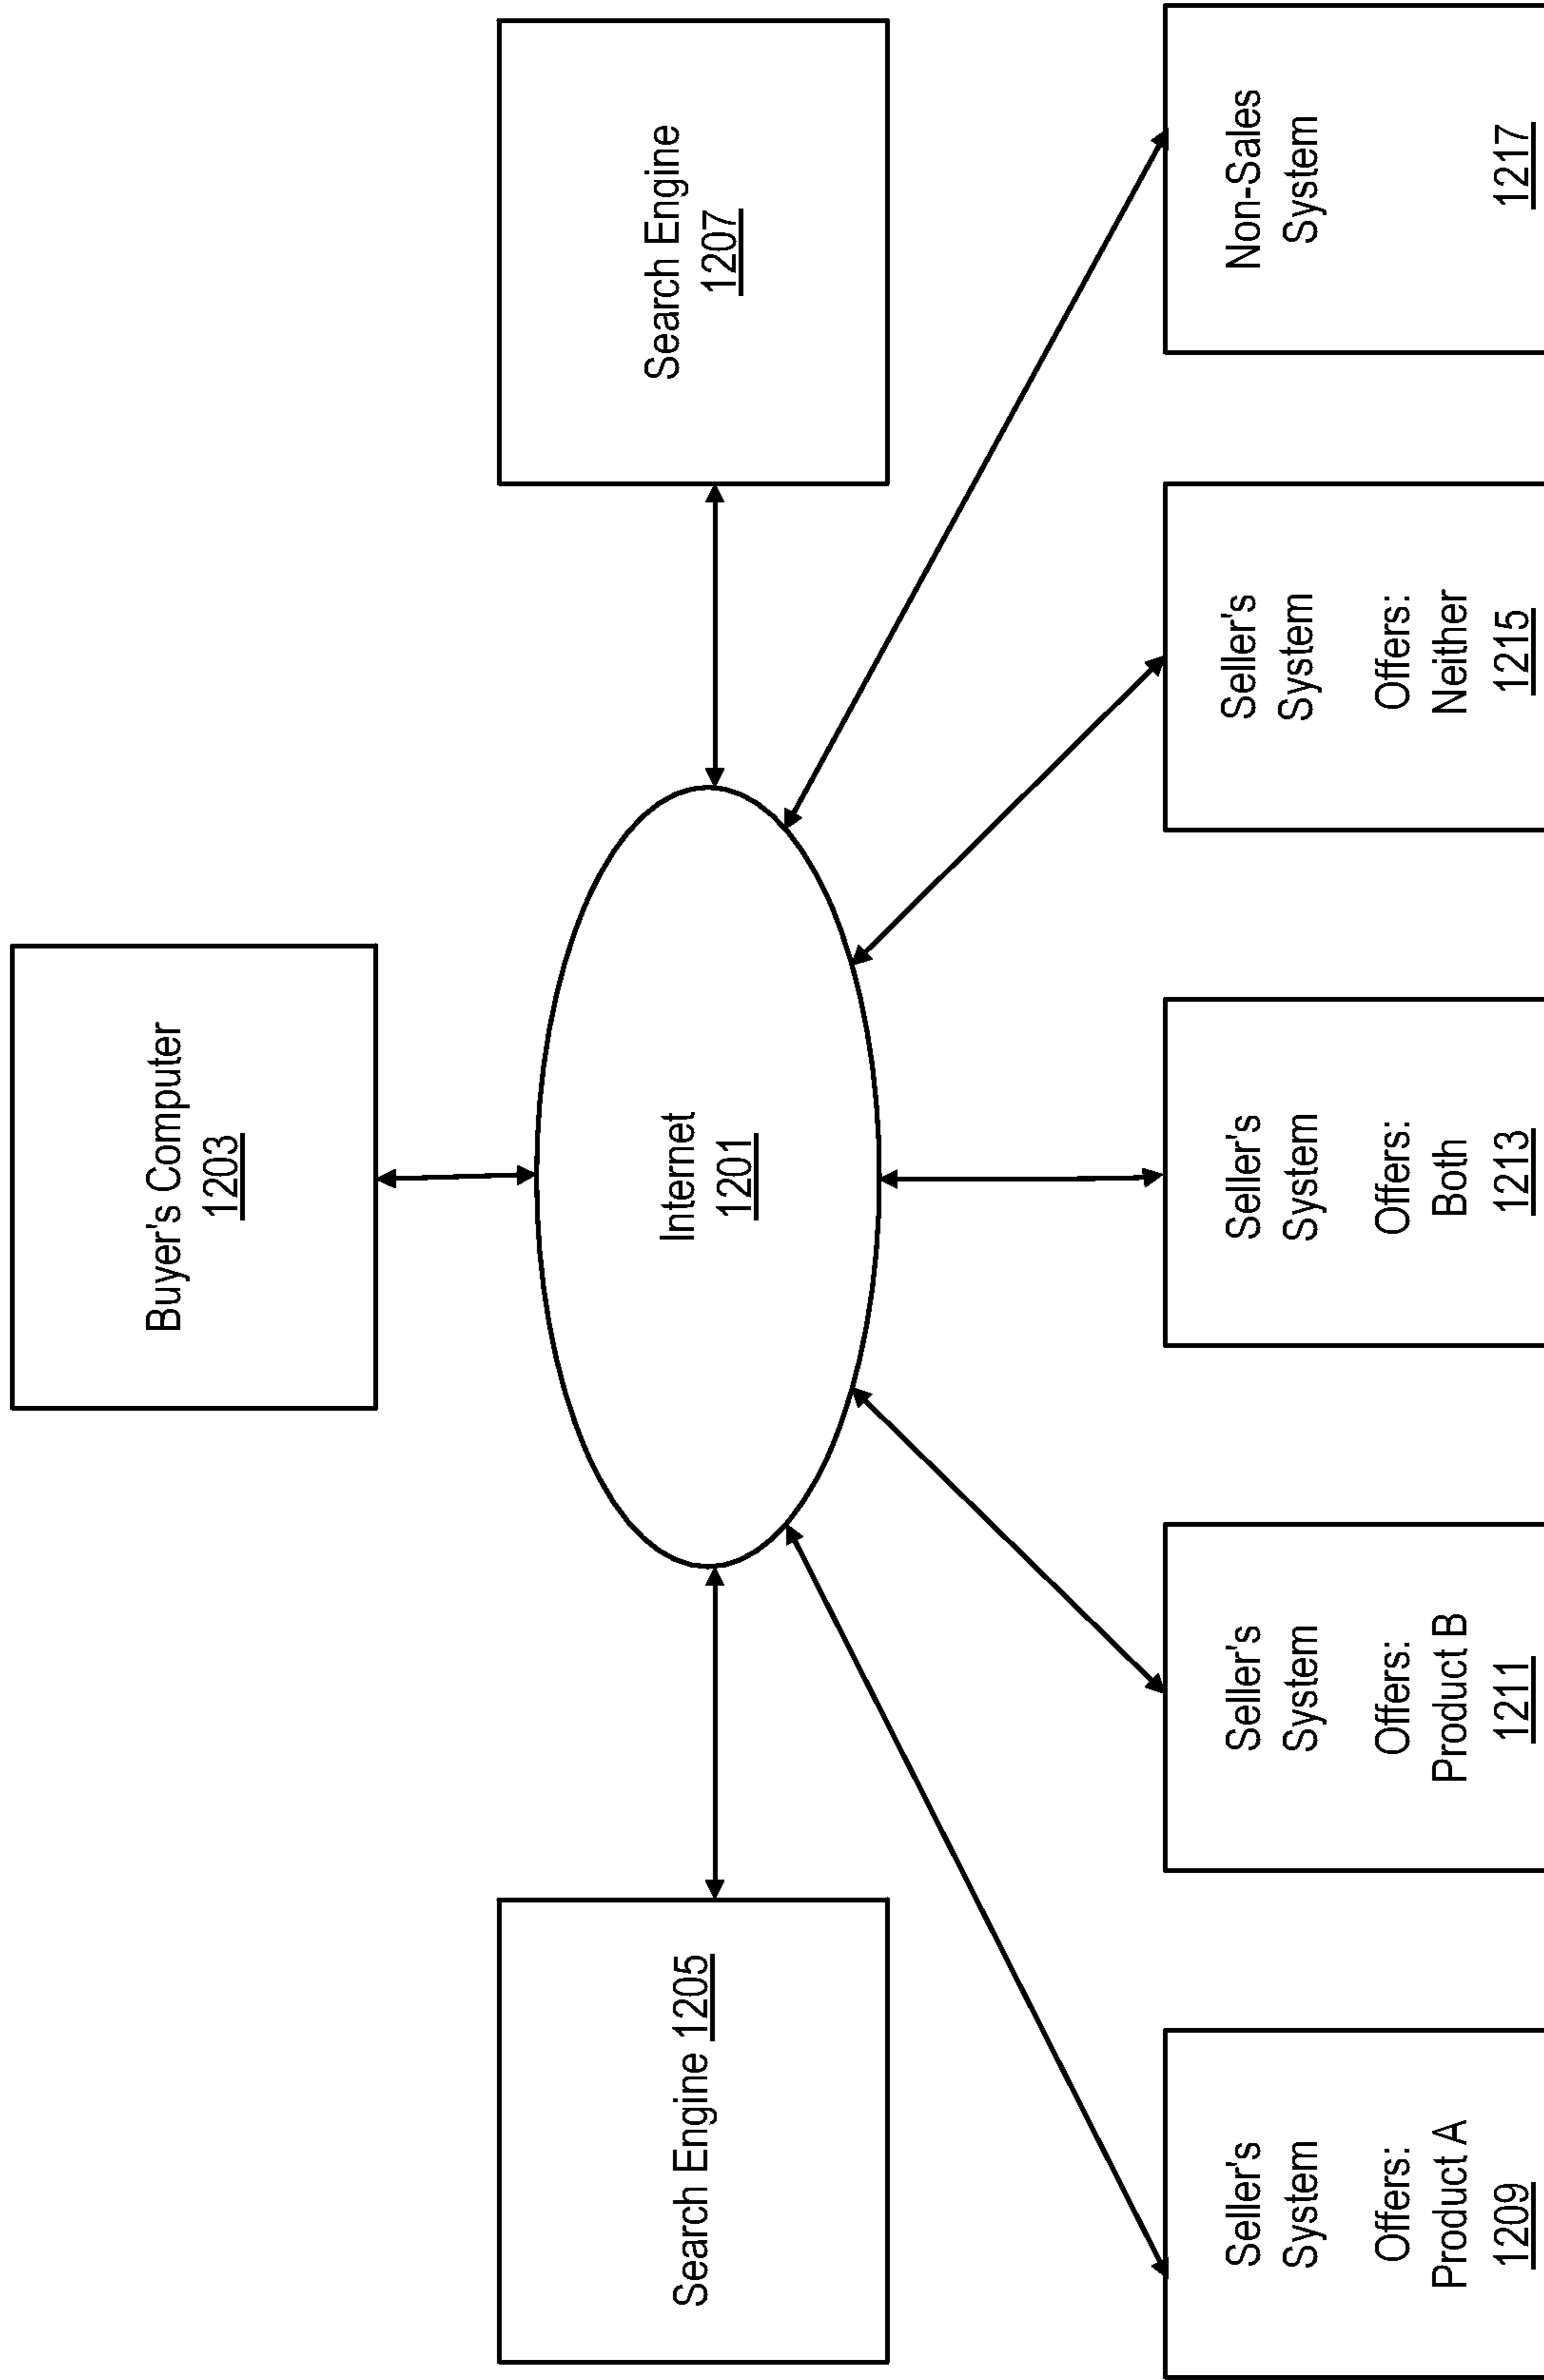 Buyer's Computer
1203
Search Engine 1205
Internet
1201
Search Engine
1207
Seller's
System
Offers:
Product A
1209
Seller's
System
Offers:
Product B
1211
Seller's
System
Offers:
Both
1213
Seller's
System
Offers:
Neither
1215
Non-Sales
System
1217